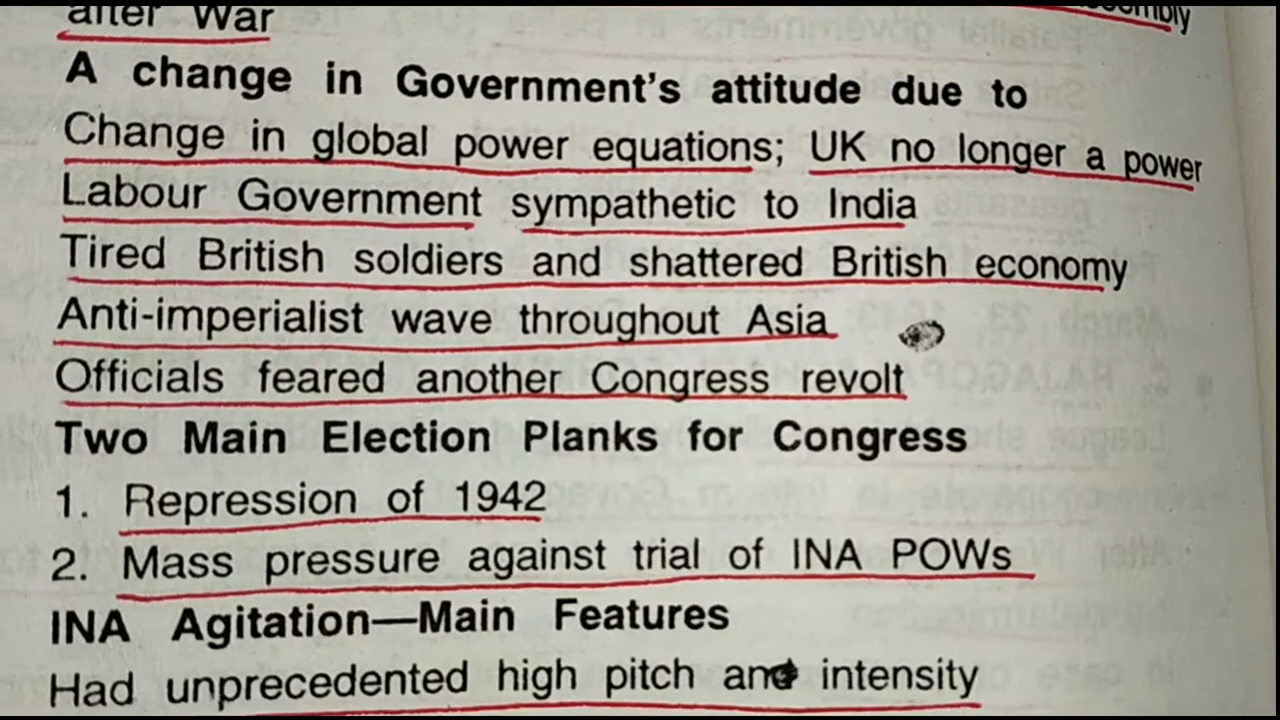 after War
A change in Government's attitude due to
Change in global power equations; UK no longer a power
Labour Government sympathetic to India
Tired British soldiers and shattered British economy
Anti-imperialist wave throughout Asia
Officials feared another Congress revolt
Two Main Election Planks for Congress
1. Repression of 1942
2. Mass pressure against trial of INA POWs
INA Agitation—Main Features
Had unprecedented high pitch and intensity